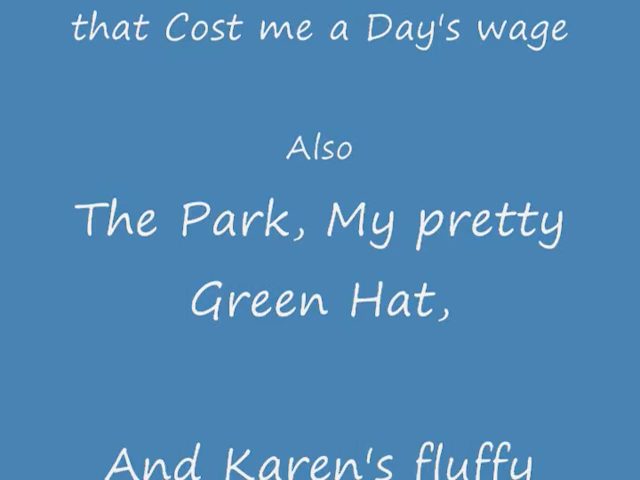 that Cost me a Day's wage
Also
The Park, My pretty
Green Hat,
And Karen's fluffy